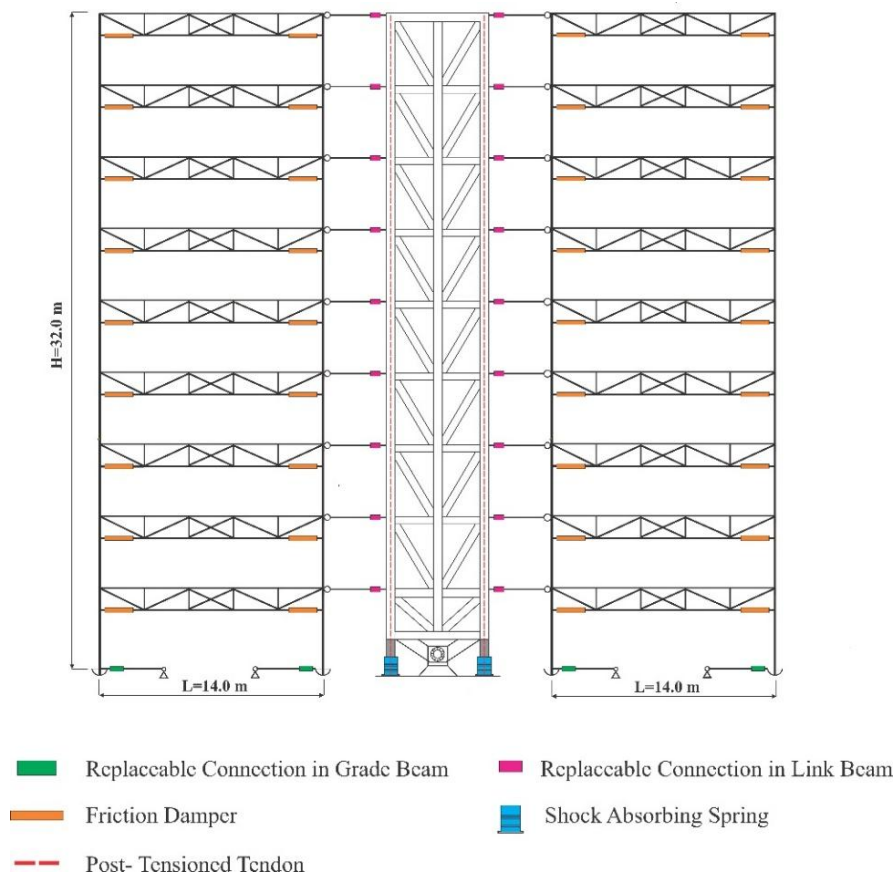 H=32.0 m
L=14.0 m
L=14.0 m
Replaceable Connection in Grade Beam
Replaceable Connection in Link Beam
Friction Damper
Shock Absorbing Spring
Post- Tensioned Tendon